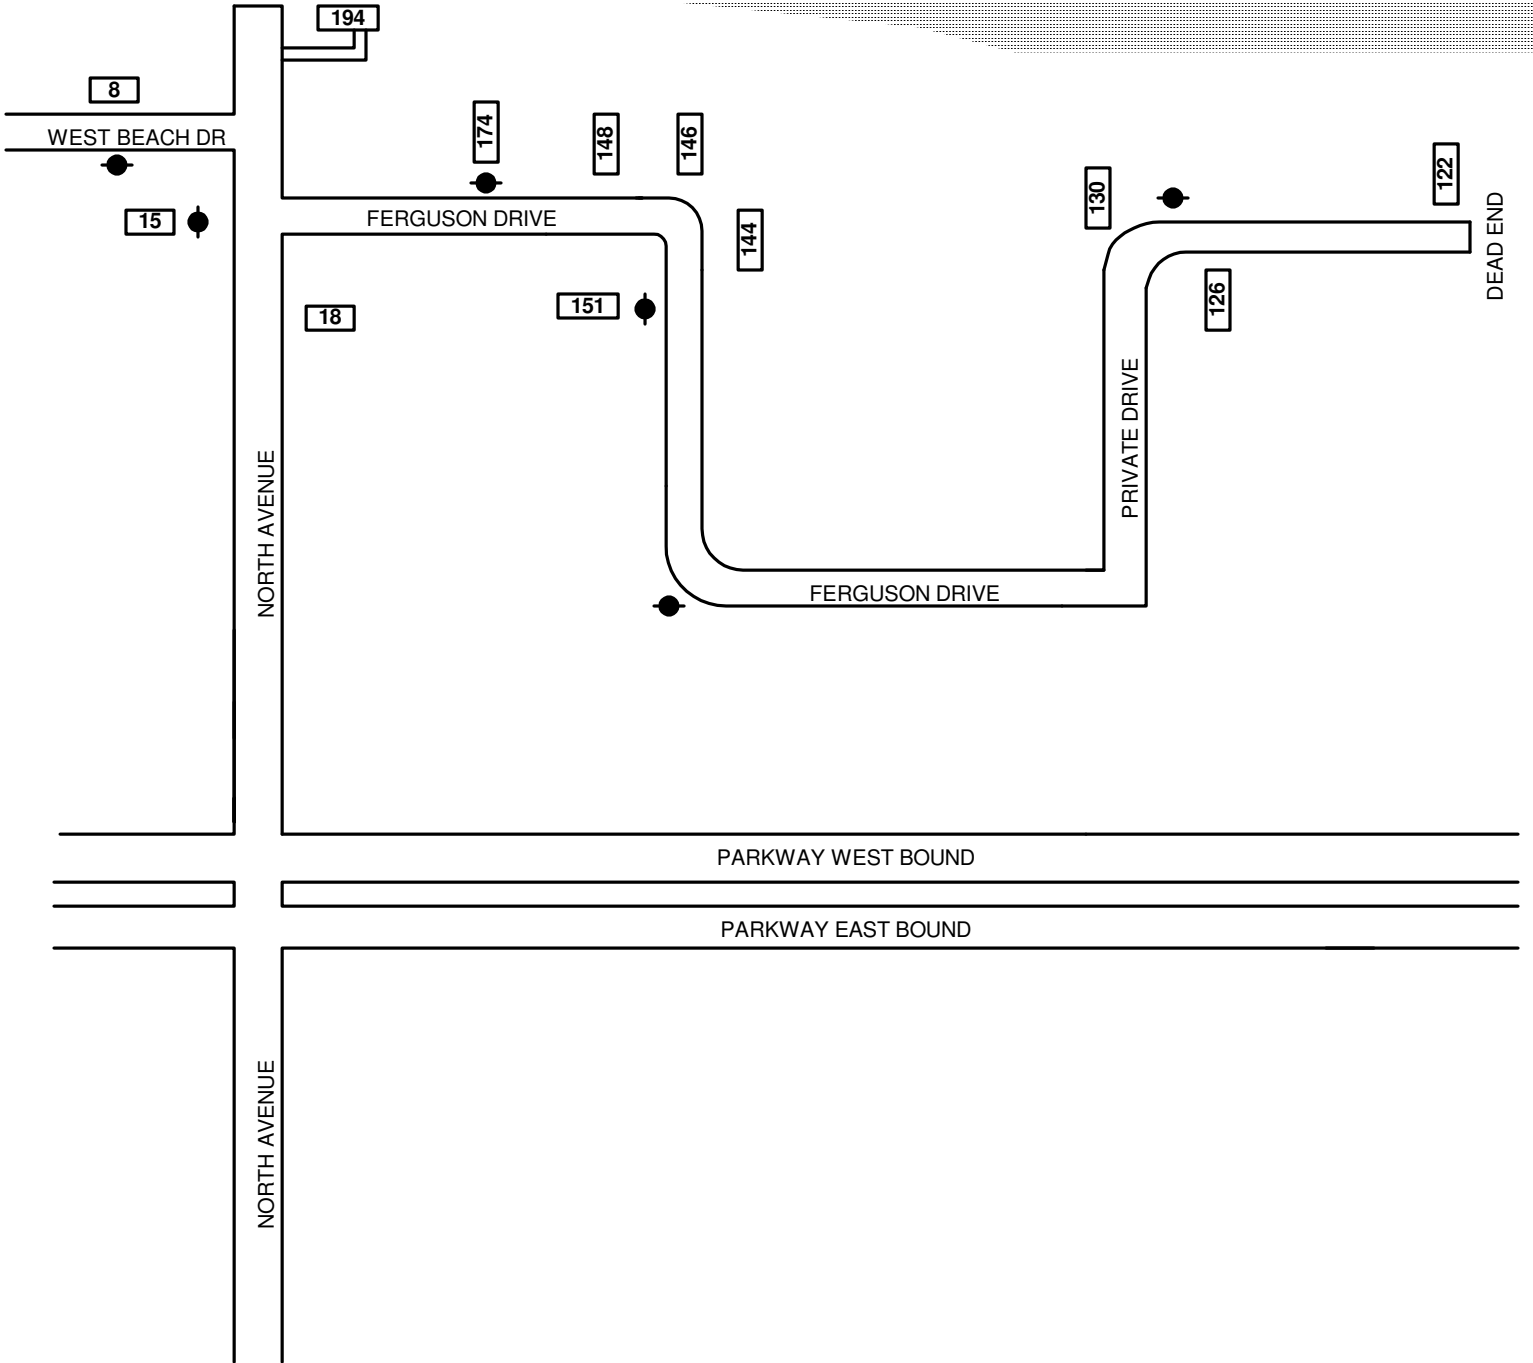 194
8
WEST BEACH DR
174
148
146
122
130
15
FERGUSON DRIVE
144
DEAD END
126
151
18
PRIVATE DRIVE
NORTH AVENUE
FERGUSON DRIVE
PARKWAY WEST BOUND
PARKWAY EAST BOUND
NORTH AVENUE